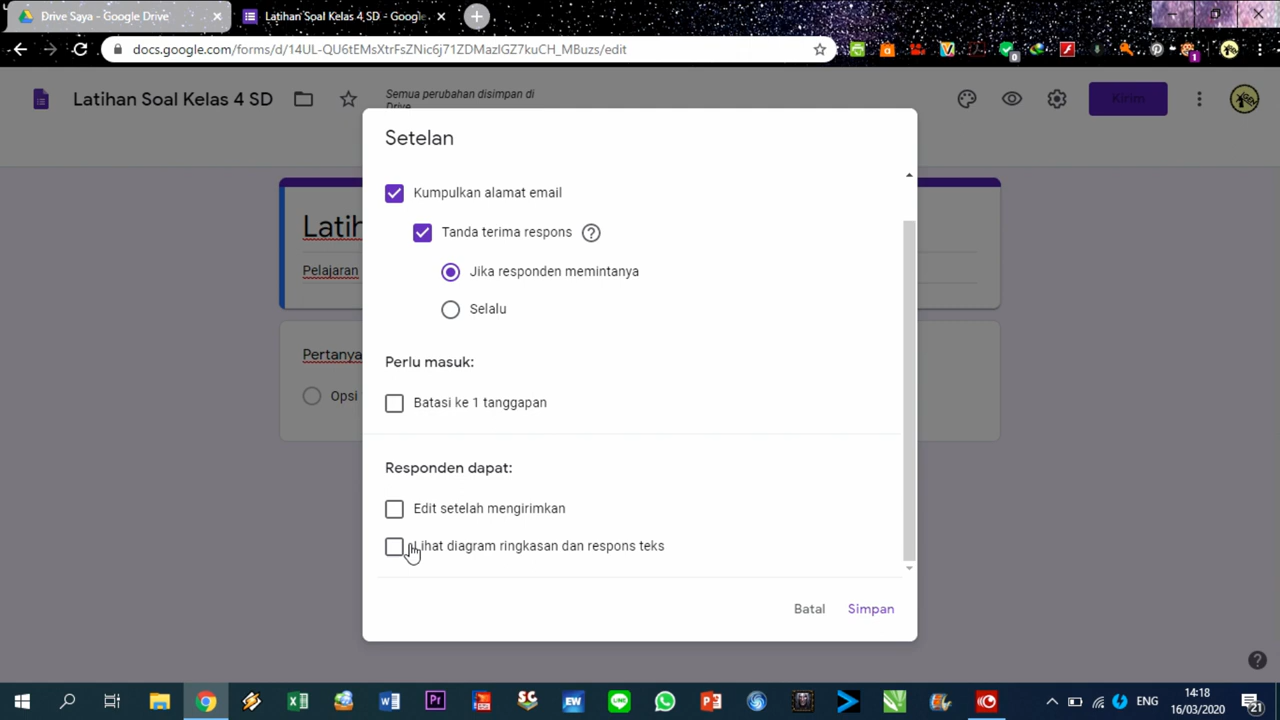 Drive Saya - Google Drive
Latihan Soal Kelas 4 SD - Googl
docs.google.com/forms/d/14UL-QU6tEMsXtrFsZNic6j71ZDMazlGZ7kuCH_MBuzs/edit
0
1
Latihan Soal Kelas 4 SD
Semua perubahan disimpan di
Drive
Kirim
Setelan
Kumpulkan alamat email
Tanda terima respons
Jika responden memintanya
Selalu
Perlu masuk:
Batasi ke 1 tanggapan
Responden dapat:
Edit setelah mengirimkan
Lihat diagram ringkasan dan respons teks
Batal
Simpan
Latih
Pelajaran
Pertanya
Opsi
ENG
14:18
16/03/2020
21